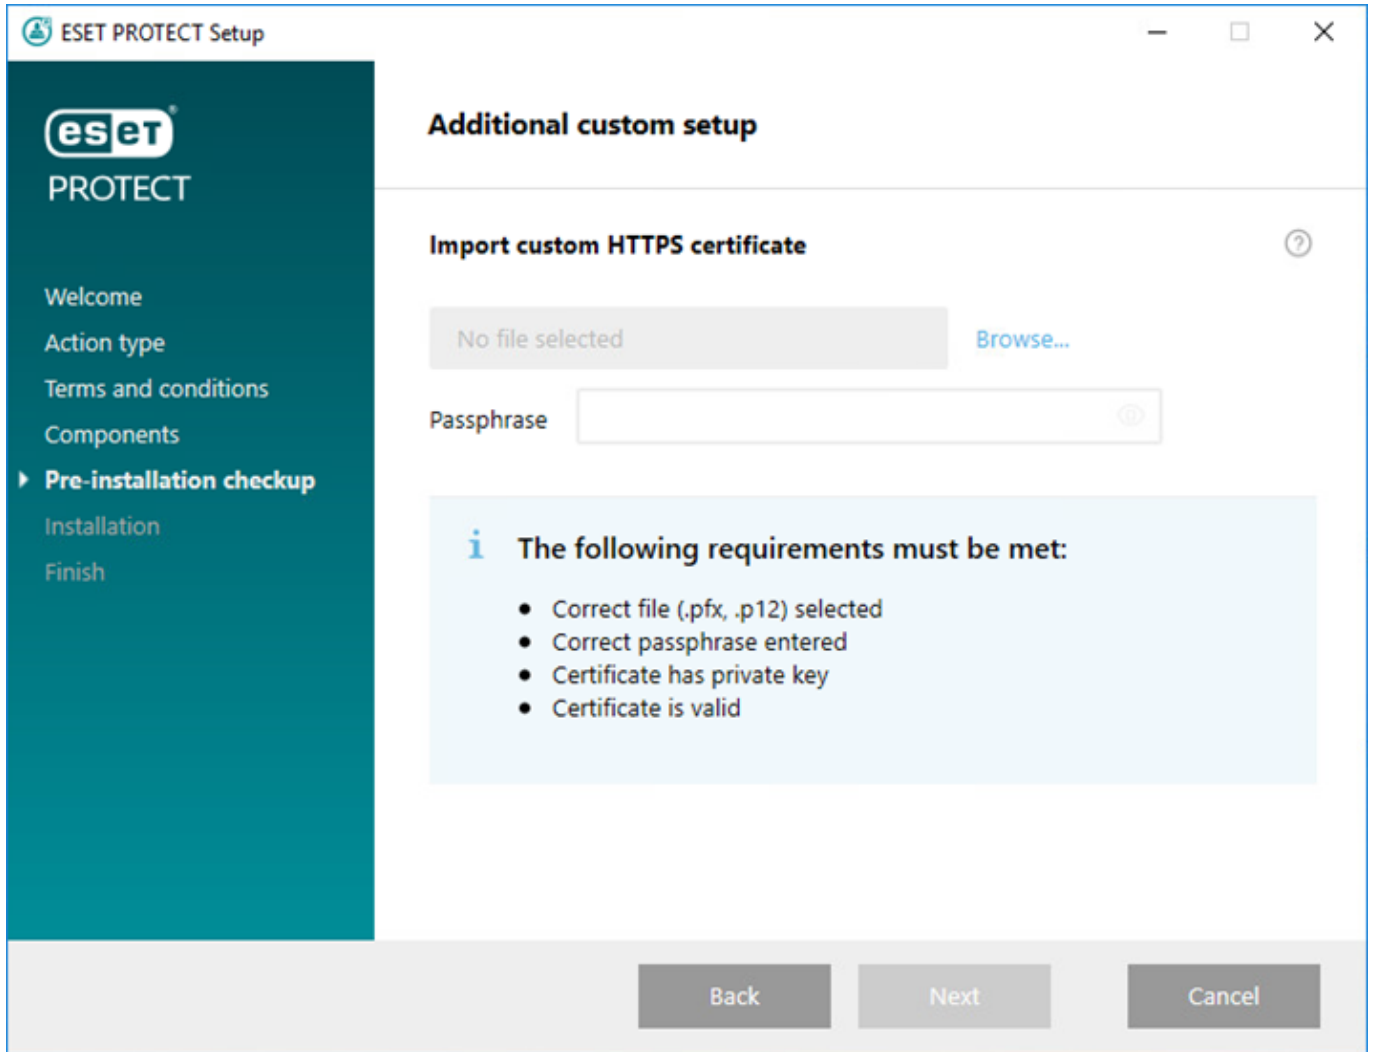 ESET PROTECT Setup
eset®
PROTECT
Welcome
Action type
Terms and conditions
Components
Pre-installation checkup
Installation
Finish
Additional custom setup
Import custom HTTPS certificate
?
No file selected
Browse...
Passphrase
i The following requirements must be met:
• Correct file (.pfx, .p12) selected
• Correct passphrase entered
• Certificate has private key
• Certificate is valid
Back
Next
Cancel